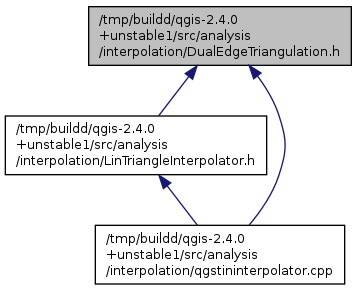 /tmp/buildd/qgis-2.4.0
+unstable1/src/analysis
/interpolation/DualEdgeTriangulation.h
/tmp/buildd/qgis-2.4.0
+unstable1/src/analysis
/interpolation/LinTriangleInterpolator.h
/tmp/buildd/qgis-2.4.0
+unstable1/src/analysis
/interpolation/qgstininterpolator.cpp